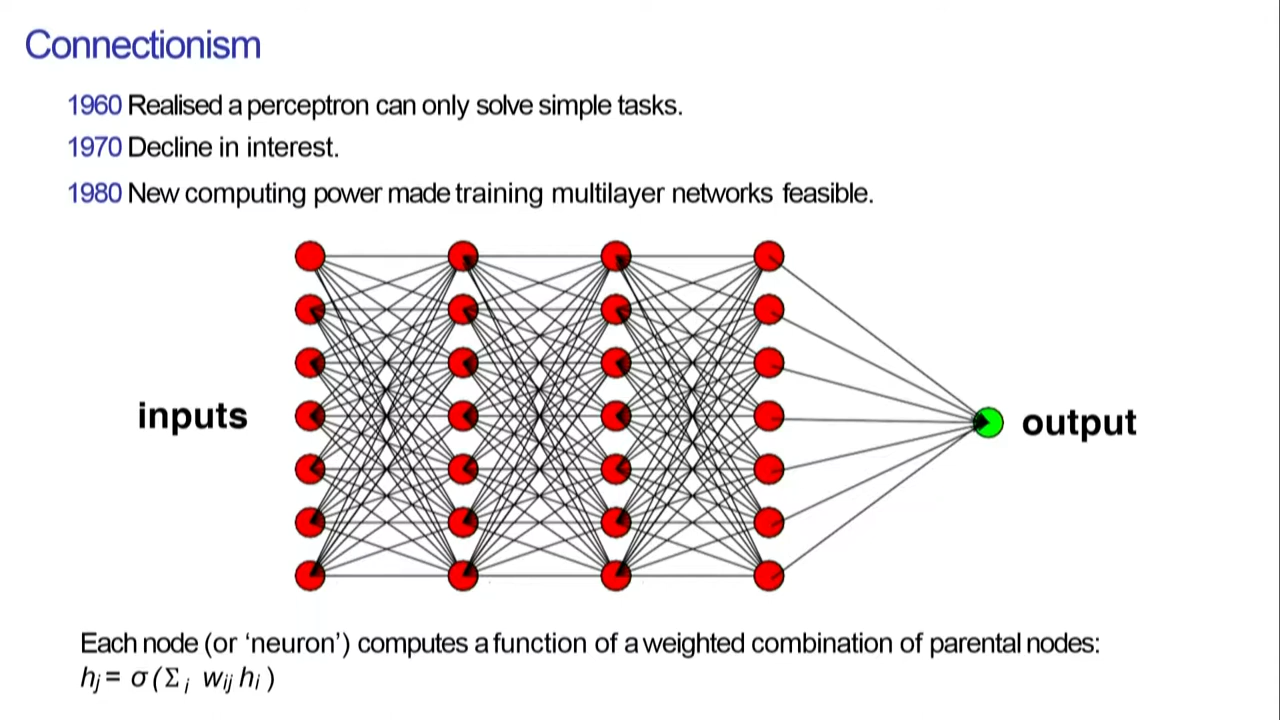 Connectionism
1960 Realised a perceptron can only solve simple tasks.
1970 Decline in interest.
1980 New computing power made training multilayer networks feasible.
inputs
output
Each node (or ‘neuron’) computes a function of a weighted combination of parental nodes:
hj = σ(Σi wij hi)